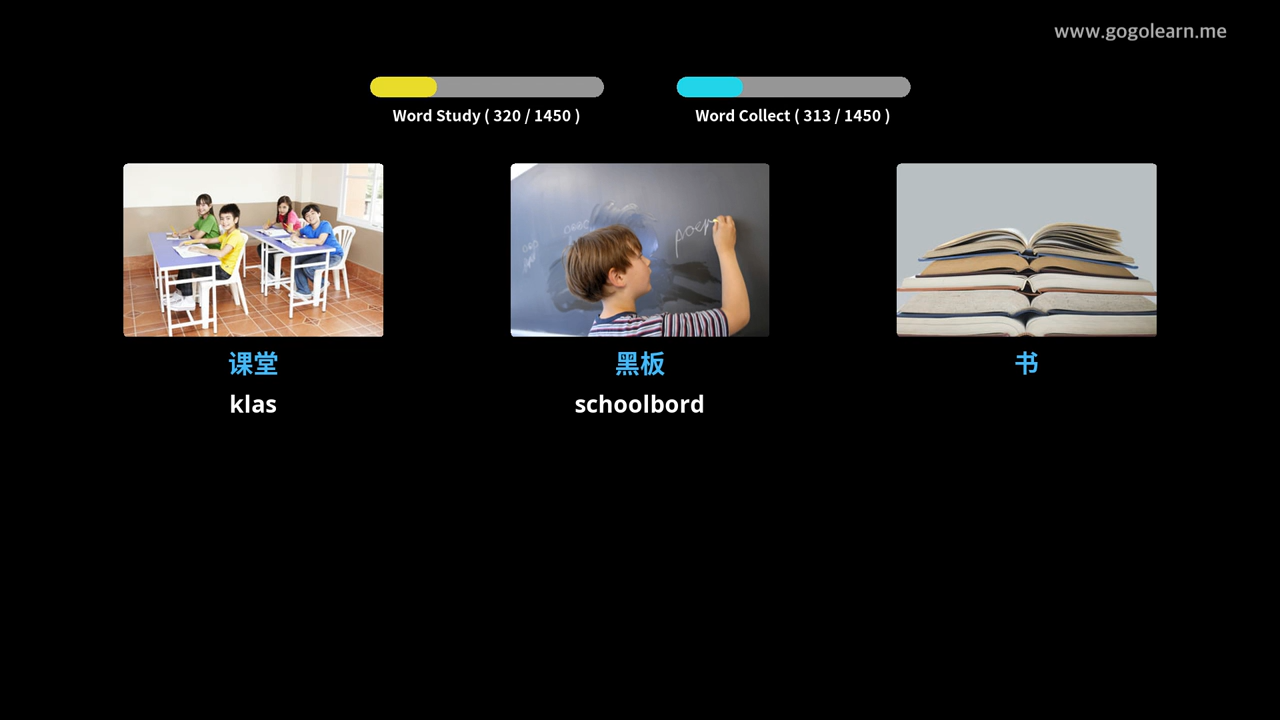 www.gogolearn.me
Word Study ( 320 / 1450 )
Word Collect ( 313 / 1450 )
课堂
黑板
书
klas
schoolbord